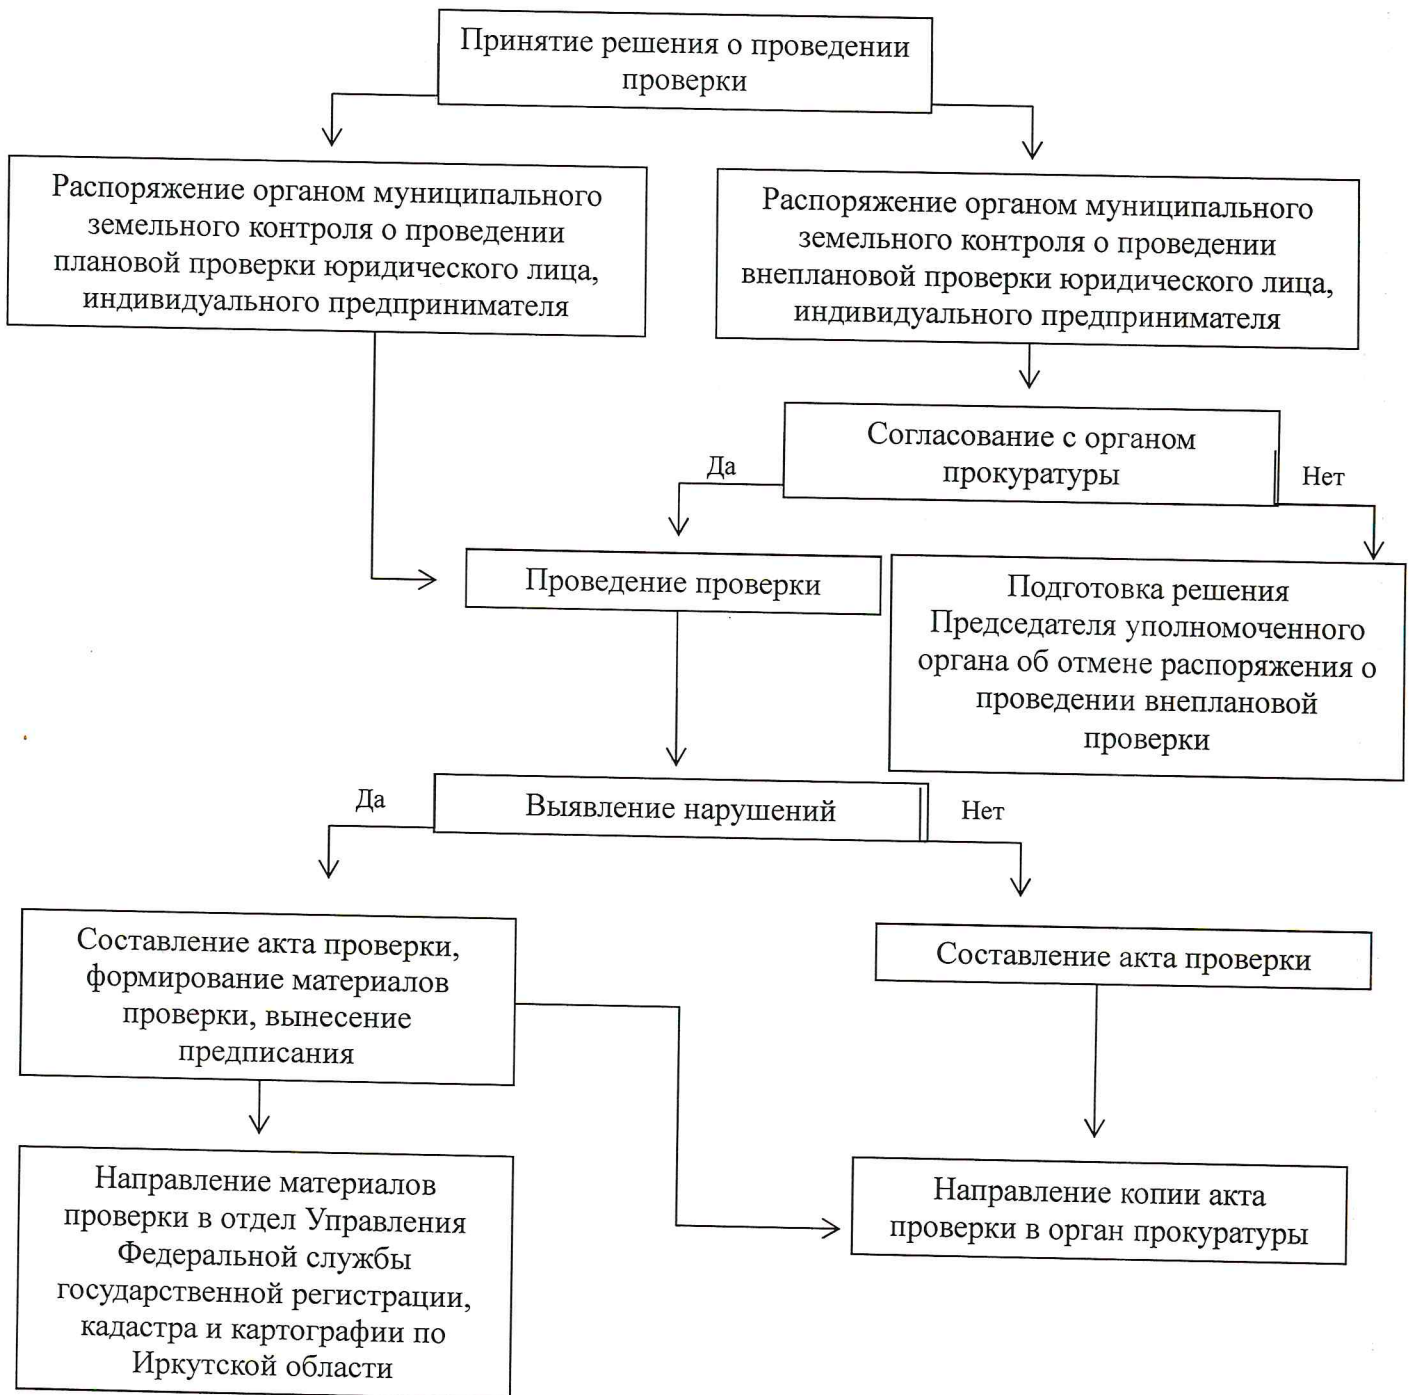 Принятие решения о проведении
проверки
Распоряжение органом муниципального
земельного контроля о проведении
плановой проверки юридического лица,
индивидуального предпринимателя
Распоряжение органом муниципального
земельного контроля о проведении
внеплановой проверки юридического лица,
индивидуального предпринимателя
Согласование с органом
прокуратуры
Да
Нет
Проведение проверки
Подготовка решения
Председателя уполномоченного
органа об отмене распоряжения о
проведении внеплановой
проверки
Выявление нарушений
Да
Нет
Составление акта проверки,
формирование материалов
проверки, вынесение
предписания
Составление акта проверки
Направление материалов
проверки в отдел Управления
Федеральной службы
государственной регистрации,
кадастра и картографии по
Иркутской области
Направление копии акта
проверки в орган прокуратуры